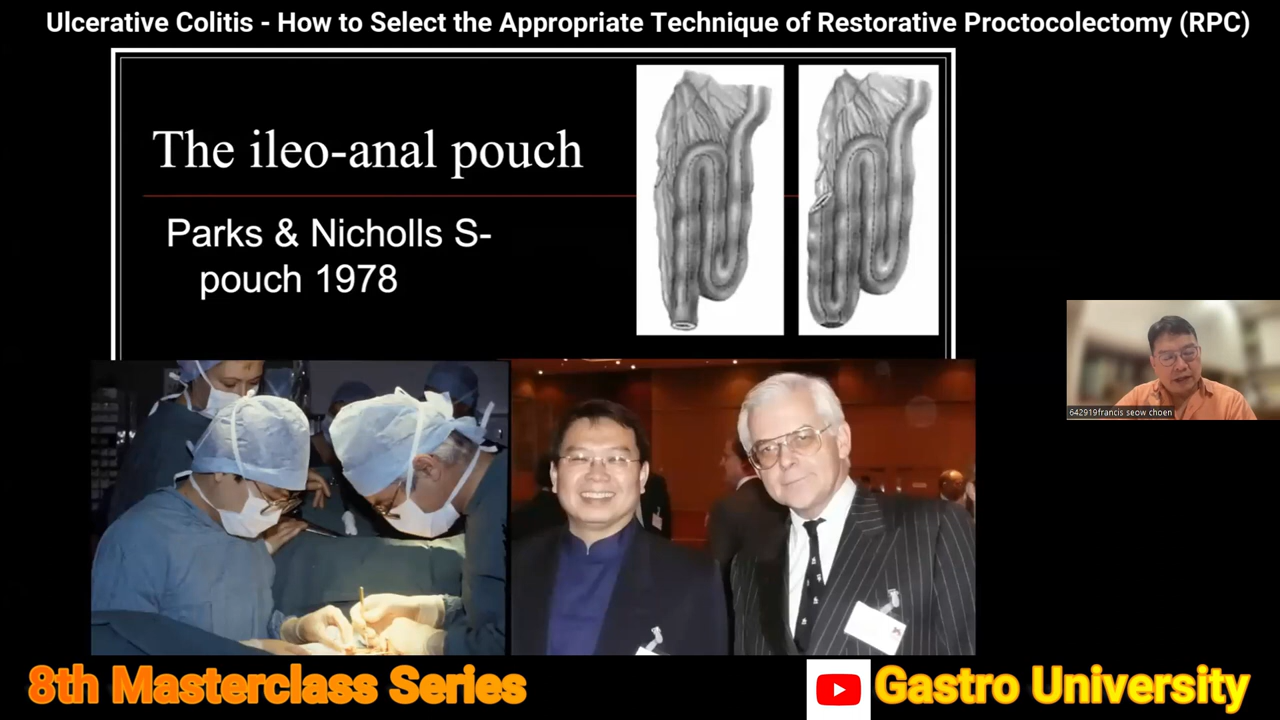 Ulcerative Colitis - How to Select the Appropriate Technique of Restorative Proctocolectomy (RPC)
The ileo-anal pouch
Parks & Nicholls S-
pouch 1978
642919francis seow choen
8th Masterclass Series
Gastro University